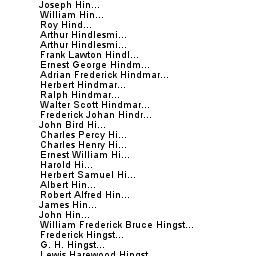 Joseph Hin...
William Hin...
Roy Hind...
Arthur Hindlesmi...
Arthur Hindlesmi...
Frank Lawton Hindl...
Ernest George Hindm...
Adrian Frederick Hindmar...
Herbert Hindmar...
Ralph Hindmar...
Walter Scott Hindmar...
Frederick Johan Hindr...
John Bird Hi...
Charles Percy Hi...
Charles Henry Hi...
Ernest William Hi...
Harold Hi...
Herbert Samuel Hi...
Albert Hin...
Robert Alfred Hin...
James Hin...
John Hin...
William Frederick Bruce Hingst...
Frederick Hingst...
G. H. Hingst...
Lewis Harewood Hingst...